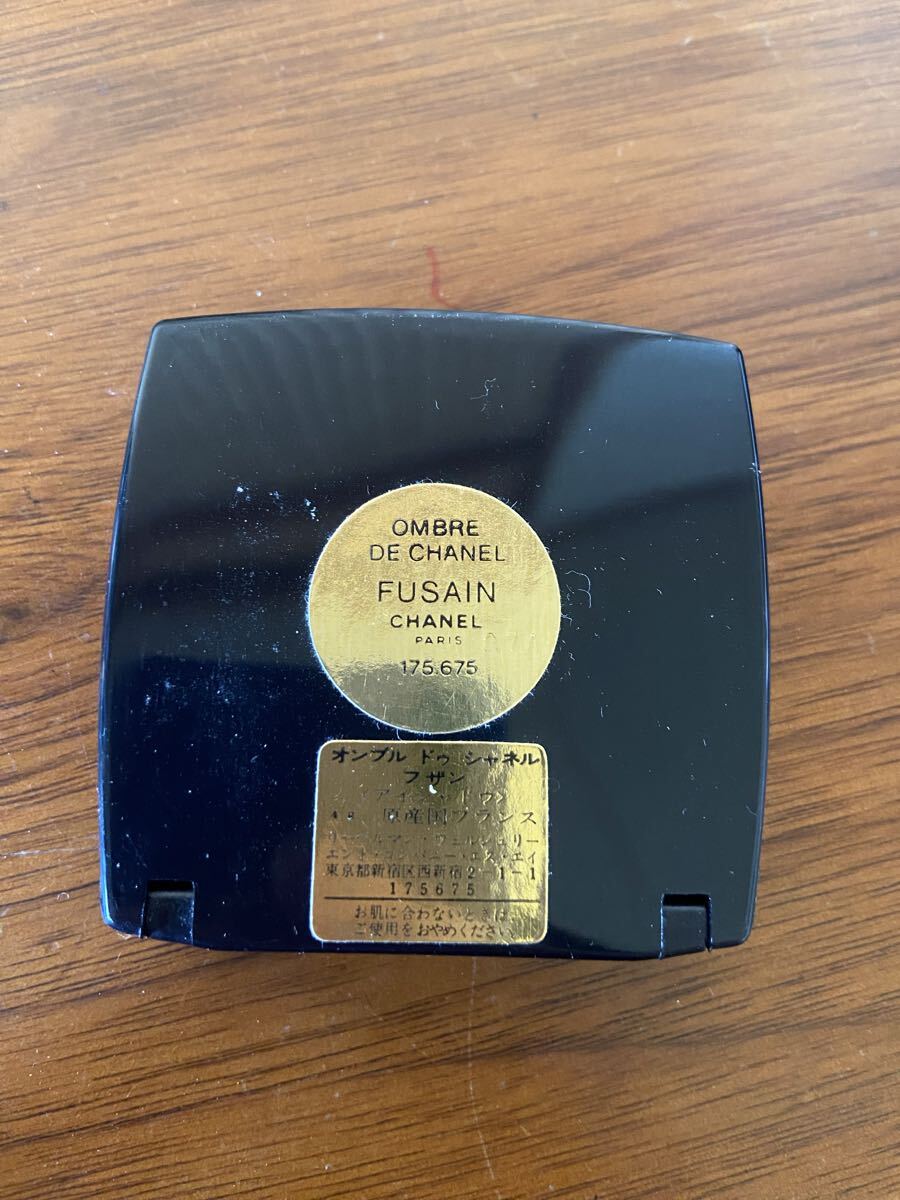 OMBRE
DE CHANEL
FUSAIN
CHANEL
PARIS
175.675
オンブル ドゥ シャネル
フザン
原産国フランス
東京都新宿区西新宿2-1-1
175675
お肌に合わないときは
ご使用をおやめください